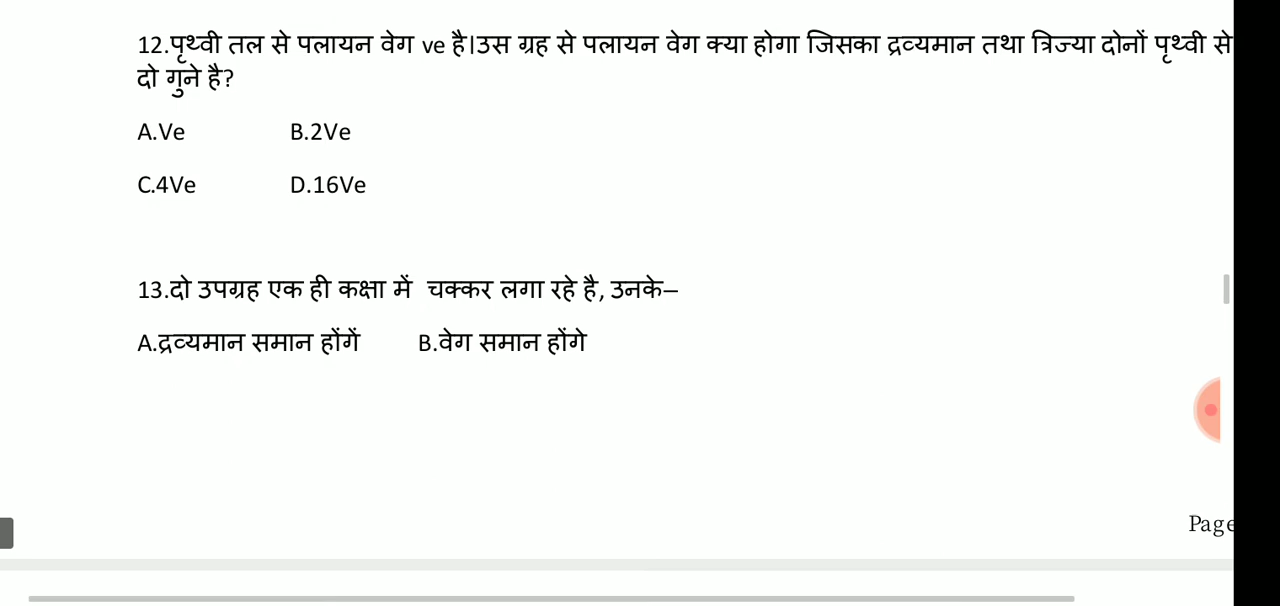 12.पृथ्वी तल से पलायन वेग ve है।उस ग्रह से पलायन वेग क्या होगा जिसका द्रव्यमान तथा त्रिज्या दोनों पृथ्वी से
दो गुने है?
A.Ve B.2Ve
C.4Ve D.16Ve
13.दो उपग्रह एक ही कक्षा में चक्कर लगा रहे है, उनके–
A.द्रव्यमान समान होंगें B.वेग समान होंगे
Page